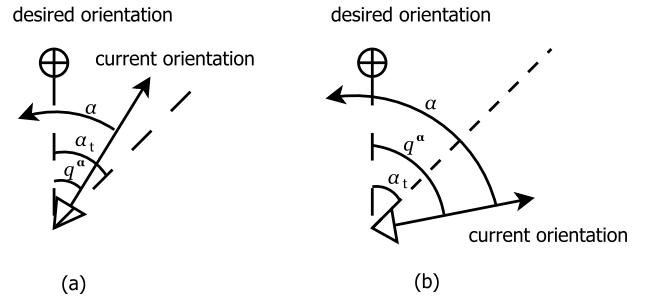 desired orientation
current orientation
α
αt
qα
(a)
desired orientation
α
qα
αt
current orientation
(b)